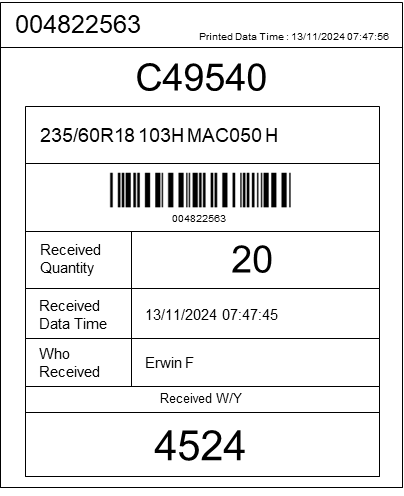 004822563
Printed Data Time : 13/11/2024 07:47:56
C49540
235/60R18 103H MAC050 H
004822563
Received
Quantity
20
Received
Data Time
13/11/2024 07:47:45
Who
Received
Erwin F
Received W/Y
4524